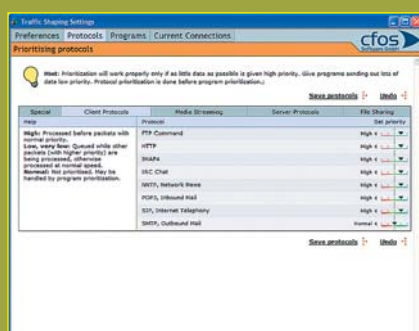 Traffic Shaping Settings
Preferences Protocols Programs Current Connections
cfos
Software GmbH
Prioritising protocols
Hint: Prioritization will work properly only if as little data as possible is given high priority. Give programs sending out lots of
data low priority. Protocol prioritization is done before program prioritization.;
Save protocols Undo
Special Client Protocols Media Streaming Server Protocols File Sharing
Help Protocol Set priority
High: Processed before packets with
normal priority.
Low, very low: Queued while other
packets (with higher priority) are
being processed, otherwise
processed at normal speed.
Normal: Not prioritised. May be
handled by program prioritization.
FTP Command High
HTTP High
IMAP4 High
IRC Chat High
NNTP, Network News High
POP3, Inbound Mail High
SIP, Internet Telephony High
SMTP, Outbound Mail Normal
Save protocols Undo